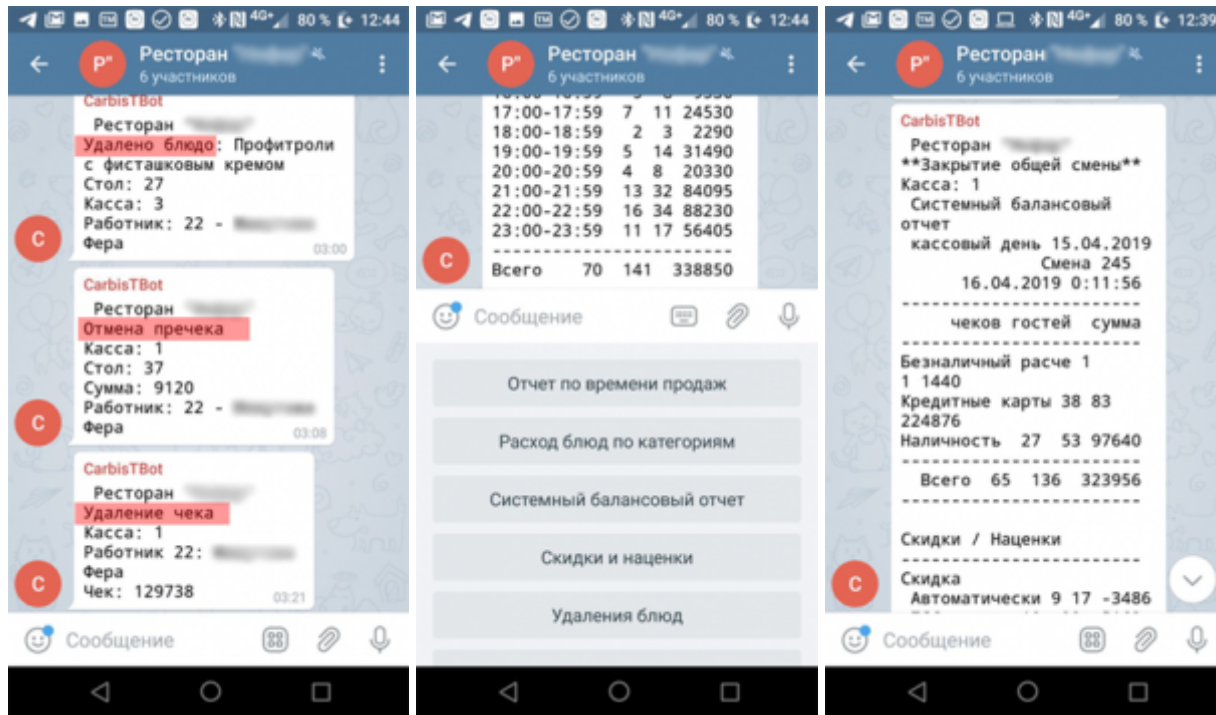 80 % 12:44
Ресторан
6 участников
CarbisTBot
Ресторан
Удалено блюдо: Профитроли
с фисташковым кремом
Стол: 27
Касса: 3
Работник: 22 -
Фера
03:00
CarbisTBot
Ресторан
Отмена пречека
Касса: 1
Стол: 37
Сумма: 9120
Работник: 22 -
Фера
03:08
CarbisTBot
Ресторан
Удаление чека
Касса: 1
Работник 22:
Фера
Чек: 129738
03:21
Сообщение
4G+ 80 % 12:44
Р"
Ресторан
6 участников
17:00-17:59 7 11 24530
18:00-18:59 2 3 2290
19:00-19:59 5 14 31490
20:00-20:59 4 8 20330
21:00-21:59 13 32 84095
22:00-22:59 16 34 88230
23:00-23:59 11 17 56405
Всего 70 141 338850
Сообщение
Отчет по времени продаж
Расход блюд по категориям
Системный балансовый отчет
Скидки и наценки
Удаления блюд
4G+ 80 % 12:39
Р"
Ресторан
6 участников
CarbisTBot
Ресторан
**Закрытие общей смены**
Касса: 1
Системный балансовый
отчет
кассовый день 15.04.2019
Смена 245
16.04.2019 0:11:56
чеков гостей сумма
Безналичный расче 1
1 1440
Кредитные карты 38 83
224876
Наличность 27 53 97640
Всего 65 136 323956
Скидки / Наценки
Скидка
Автоматически 9 17 -3486
Сообщение